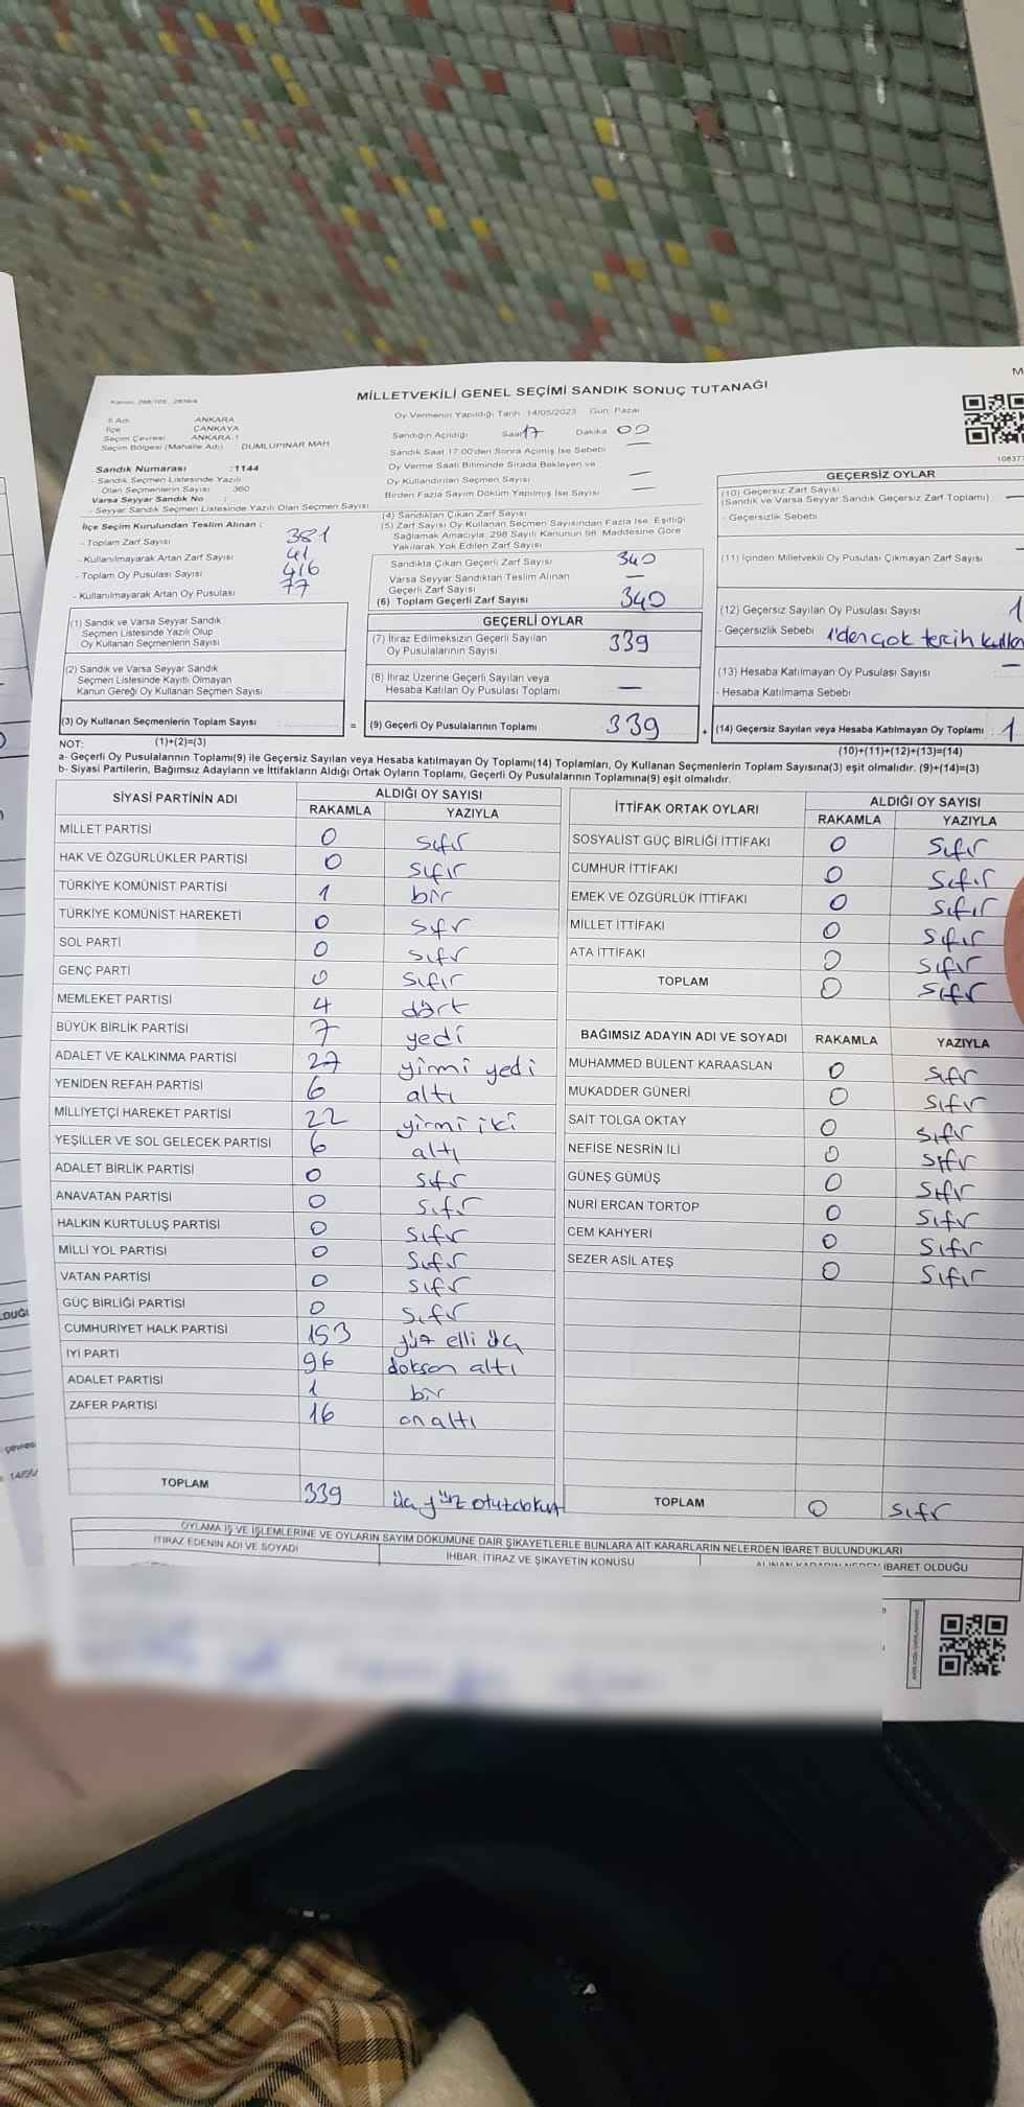 MİLLETVEKİLİ GENEL SEÇİMİ SANDIK SONUÇ TUTANAĞI
İl Adı ANKARA
İlçe ÇANKAYA
Seçim Çevresi ANKARA 1
Seçim Bölgesi (Mahalle Adı) DUMLUPINAR MAH
Sandık Numarası :1144
- Sandık Seçmen Listesinde Yazılı
Olan Seçmenlerin Sayısı 360
Varsa Seyyar Sandık No :
- Seyyar Sandık Seçmen Listesinde Yazılı Olan Seçmen Sayısı
Oy Vermenin Yapıldığı Tarih 14/05/2023 Gün: Pazar
Sandığın Açıldığı Saat 17 Dakika 00
Sandık Saat 17:00'den Sonra Açılmış İse Sebebi —
Oy Verme Saati Bitiminde Sırada Bekleyen ve
Oy Kullandırılan Seçmen Sayısı —
Birden Fazla Sayım Döküm Yapılmış İse Sayısı —
İlçe Seçim Kurulundan Teslim Alınan :
- Toplam Zarf Sayısı 381
- Kullanılmayarak Artan Zarf Sayısı 41
- Toplam Oy Pusulası Sayısı 416
- Kullanılmayarak Artan Oy Pusulası 77
(1) Sandık ve Varsa Seyyar Sandık
Seçmen Listesinde Yazılı Olup
Oy Kullanan Seçmenlerin Sayısı
(2) Sandık ve Varsa Seyyar Sandık
Seçmen Listesinde Kayıtlı Olmayan
Kanun Gereği Oy Kullanan Seçmen Sayısı
(3) Oy Kullanan Seçmenlerin Toplam Sayısı
(4) Sandıktan Çıkan Zarf Sayısı
(5) Zarf Sayısı Oy Kullanan Seçmen Sayısından Fazla İse, Eşitliği
Sağlamak Amacıyla, 298 Sayılı Kanunun 98. Maddesine Göre
Yakılarak Yok Edilen Zarf Sayısı
Sandıkta Çıkan Geçerli Zarf Sayısı 340
Varsa Seyyar Sandıktan Teslim Alınan
Geçerli Zarf Sayısı —
(6) Toplam Geçerli Zarf Sayısı 340
GEÇERLİ OYLAR
(7) İtiraz Edilmeksizin Geçerli Sayılan
Oy Pusulalarının Sayısı 339
(8) İtiraz Üzerine Geçerli Sayılan veya
Hesaba Katılan Oy Pusulası Toplamı —
= (9) Geçerli Oy Pusulalarının Toplamı 339
GEÇERSİZ OYLAR
(10) Geçersiz Zarf Sayısı
(Sandık ve Varsa Seyyar Sandık Geçersiz Zarf Toplamı) —
- Geçersizlik Sebebi
(11) İçinden Milletvekili Oy Pusulası Çıkmayan Zarf Sayısı —
(12) Geçersiz Sayılan Oy Pusulası Sayısı 1
- Geçersizlik Sebebi 1'den çok tercih
(13) Hesaba Katılmayan Oy Pusulası Sayısı —
- Hesaba Katılmama Sebebi
(14) Geçersiz Sayılan veya Hesaba Katılmayan Oy Toplamı : 1
NOT: (1)+(2)=(3) (10)+(11)+(12)+(13)=(14)
a- Geçerli Oy Pusulalarının Toplamı(9) ile Geçersiz Sayılan veya Hesaba katılmayan Oy Toplamı(14) Toplamları, Oy Kullanan Seçmenlerin Toplam Sayısına(3) eşit olmalıdır. (9)+(14)=(3)
b- Siyasi Partilerin, Bağımsız Adayların ve İttifakların Aldığı Ortak Oyların Toplamı, Geçerli Oy Pusulalarının Toplamına(9) eşit olmalıdır.
SİYASİ PARTİNİN ADI ALDIĞI OY SAYISI
RAKAMLA YAZIYLA
MİLLET PARTİSİ 0 sıfır
HAK VE ÖZGÜRLÜKLER PARTİSİ 0 sıfır
TÜRKİYE KOMÜNİST PARTİSİ 1 bir
TÜRKİYE KOMÜNİST HAREKETİ 0 sıfır
SOL PARTİ 0 sıfır
GENÇ PARTİ 0 sıfır
MEMLEKET PARTİSİ 4 dört
BÜYÜK BİRLİK PARTİSİ 7 yedi
ADALET VE KALKINMA PARTİSİ 27 yirmi yedi
YENİDEN REFAH PARTİSİ 6 altı
MİLLİYETÇİ HAREKET PARTİSİ 22 yirmi iki
YEŞİLLER VE SOL GELECEK PARTİSİ 6 altı
ADALET BİRLİK PARTİSİ 0 sıfır
ANAVATAN PARTİSİ 0 sıfır
HALKIN KURTULUŞ PARTİSİ 0 sıfır
MİLLİ YOL PARTİSİ 0 sıfır
VATAN PARTİSİ 0 sıfır
GÜÇ BİRLİĞİ PARTİSİ 0 sıfır
CUMHURİYET HALK PARTİSİ 153 yüz elli üç
İYİ PARTİ 96 doksan altı
ADALET PARTİSİ 1 bir
ZAFER PARTİSİ 16 on altı
TOPLAM 339 üç yüz otuzdokuz
İTTİFAK ORTAK OYLARI ALDIĞI OY SAYISI
RAKAMLA YAZIYLA
SOSYALİST GÜÇ BİRLİĞİ İTTİFAKI 0 sıfır
CUMHUR İTTİFAKI 0 sıfır
EMEK VE ÖZGÜRLÜK İTTİFAKI 0 sıfır
MİLLET İTTİFAKI 0 sıfır
ATA İTTİFAKI 0 sıfır
TOPLAM 0 sıfır
BAĞIMSIZ ADAYIN ADI VE SOYADI RAKAMLA YAZIYLA
MUHAMMED BÜLENT KARAASLAN 0 sıfır
MUKADDER GÜNERİ 0 sıfır
SAİT TOLGA OKTAY 0 sıfır
NEFİSE NESRİN İLİ 0 sıfır
GÜNEŞ GÜMÜŞ 0 sıfır
NURİ ERCAN TORTOP 0 sıfır
CEM KAHYERİ 0 sıfır
SEZER ASİL ATEŞ 0 sıfır
TOPLAM 0 sıfır
OYLAMA İŞ VE İŞLEMLERİNE VE OYLARIN SAYIM DÖKÜMÜNE DAİR ŞİKAYETLERLE BUNLARA AİT KARARLARIN NELERDEN İBARET BULUNDUKLARI
İTİRAZ EDENİN ADI VE SOYADI İHBAR, İTİRAZ VE ŞİKAYETİN KONUSU ALINAN KARARIN NEDEN İBARET OLDUĞU